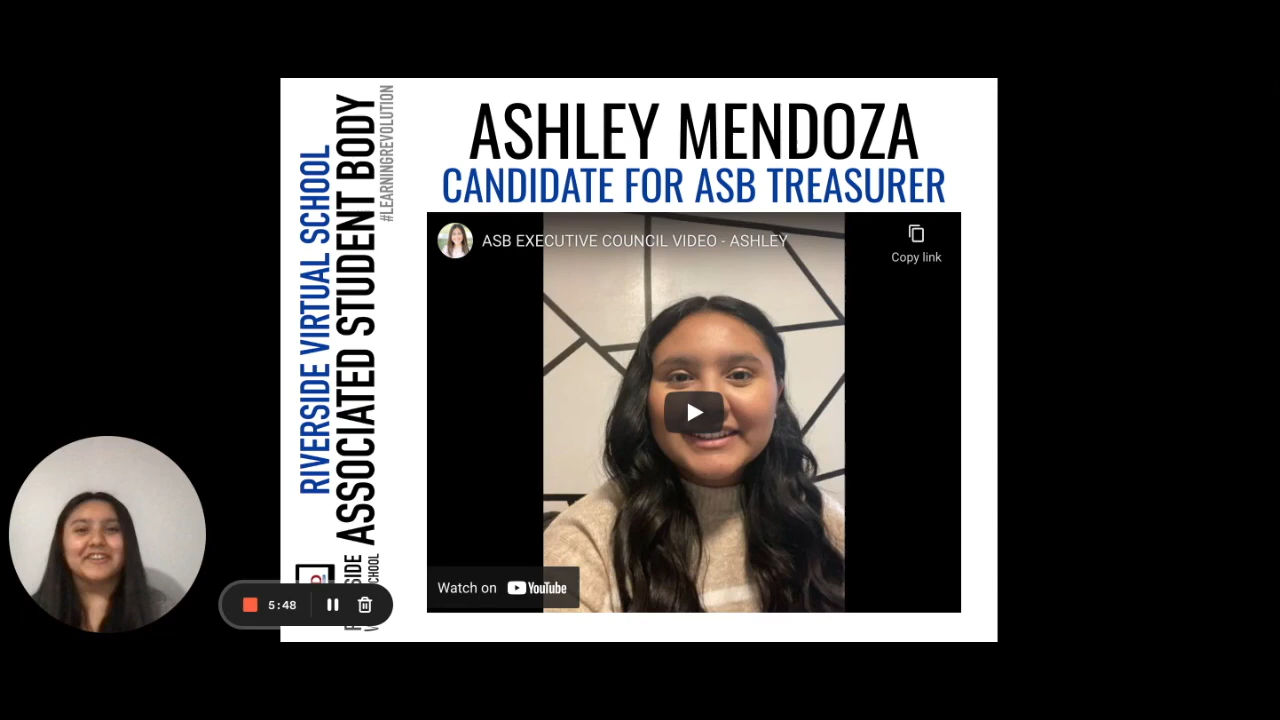 RIVERSIDE VIRTUAL SCHOOL
ASSOCIATED STUDENT BODY
#LEARNINGREVOLUTION
ASHLEY MENDOZA
CANDIDATE FOR ASB TREASURER
ASB EXECUTIVE COUNCIL VIDEO - ASHLEY
Copy link
Watch on YouTube
5:48
SCHOOL